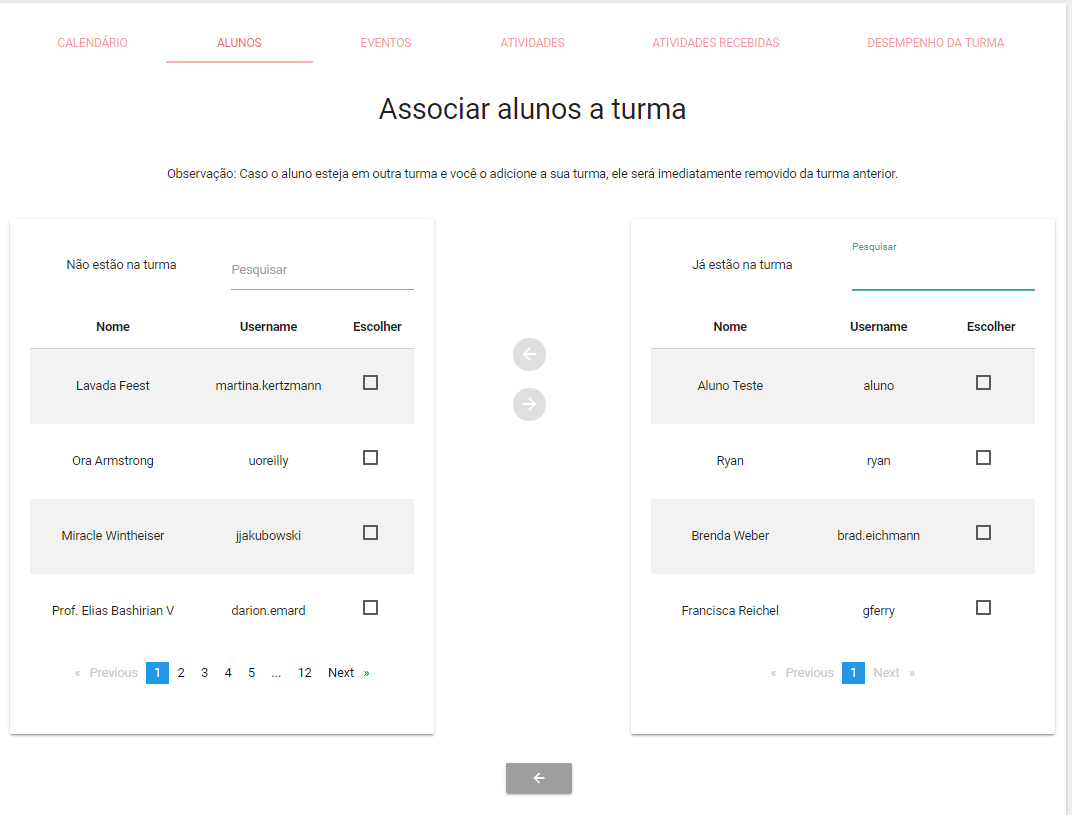 CALENDÁRIO ALUNOS EVENTOS ATIVIDADES ATIVIDADES RECEBIDAS DESEMPENHO DA TURMA
Associar alunos a turma
Observação: Caso o aluno esteja em outra turma e você o adicione a sua turma, ele será imediatamente removido da turma anterior.
Não estão na turma Pesquisar
Nome Username Escolher
Lavada Feest martina.kertzmann
Ora Armstrong uoreilly
Miracle Wintheiser jjakubowski
Prof. Elias Bashirian V darion.emard
« Previous 1 2 3 4 5 ... 12 Next »
Já estão na turma Pesquisar
Nome Username Escolher
Aluno Teste aluno
Ryan ryan
Brenda Weber brad.eichmann
Francisca Reichel gferry
« Previous 1 Next »